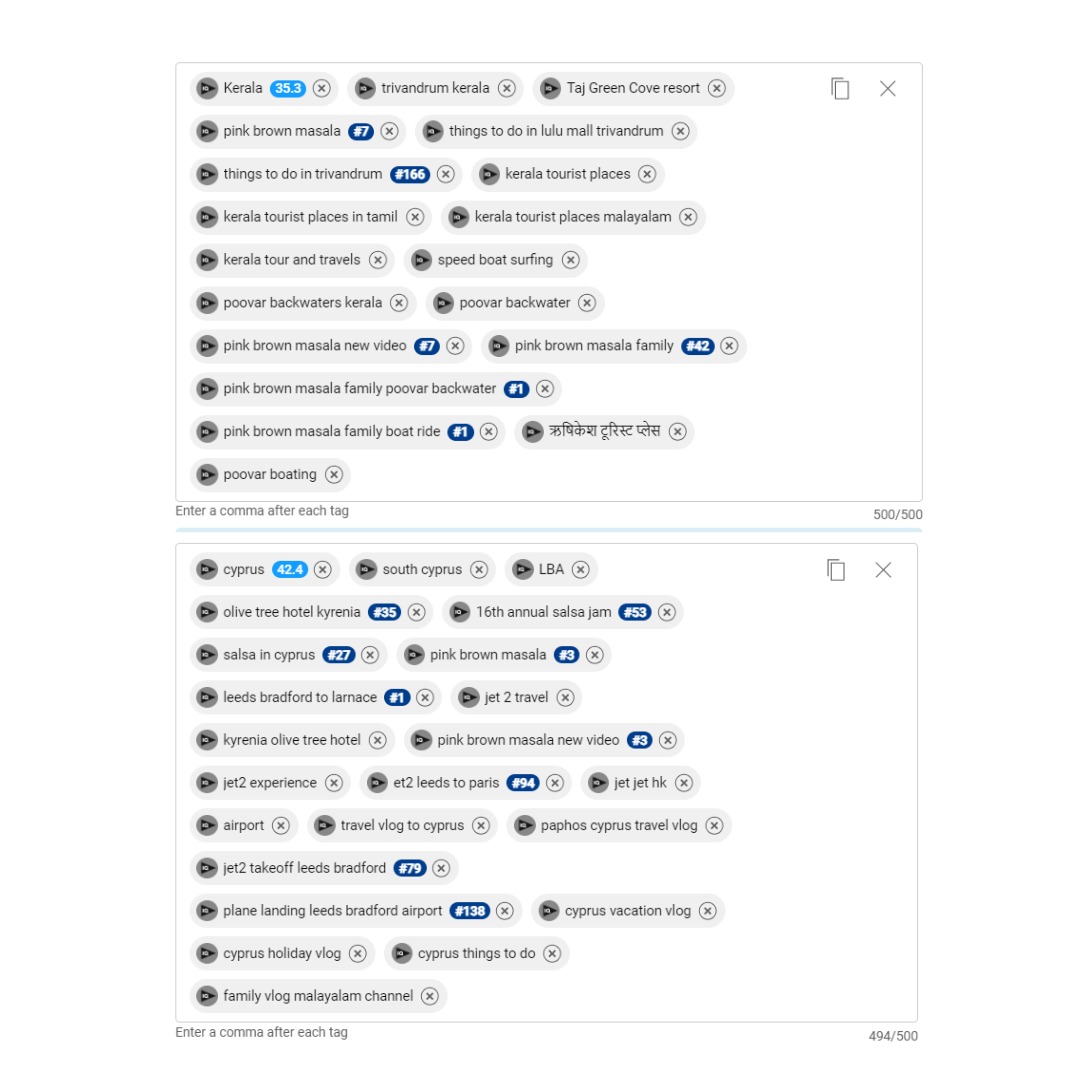 Kerala 35.3 trivandrum kerala Taj Green Cove resort
pink brown masala #7 things to do in lulu mall trivandrum
things to do in trivandrum #166 kerala tourist places
kerala tourist places in tamil kerala tourist places malayalam
kerala tour and travels speed boat surfing
poovar backwaters kerala poovar backwater
pink brown masala new video #7 pink brown masala family #42
pink brown masala family poovar backwater #1
pink brown masala family boat ride #1 ऋषिकेश टूरिस्ट प्लेस
poovar boating
Enter a comma after each tag 500/500
cyprus 42.4 south cyprus LBA
olive tree hotel kyrenia #35 16th annual salsa jam #53
salsa in cyprus #27 pink brown masala #3
leeds bradford to larnace #1 jet 2 travel
kyrenia olive tree hotel pink brown masala new video #3
jet2 experience et2 leeds to paris #94 jet jet hk
airport travel vlog to cyprus paphos cyprus travel vlog
jet2 takeoff leeds bradford #79
plane landing leeds bradford airport #138 cyprus vacation vlog
cyprus holiday vlog cyprus things to do
family vlog malayalam channel
Enter a comma after each tag 494/500